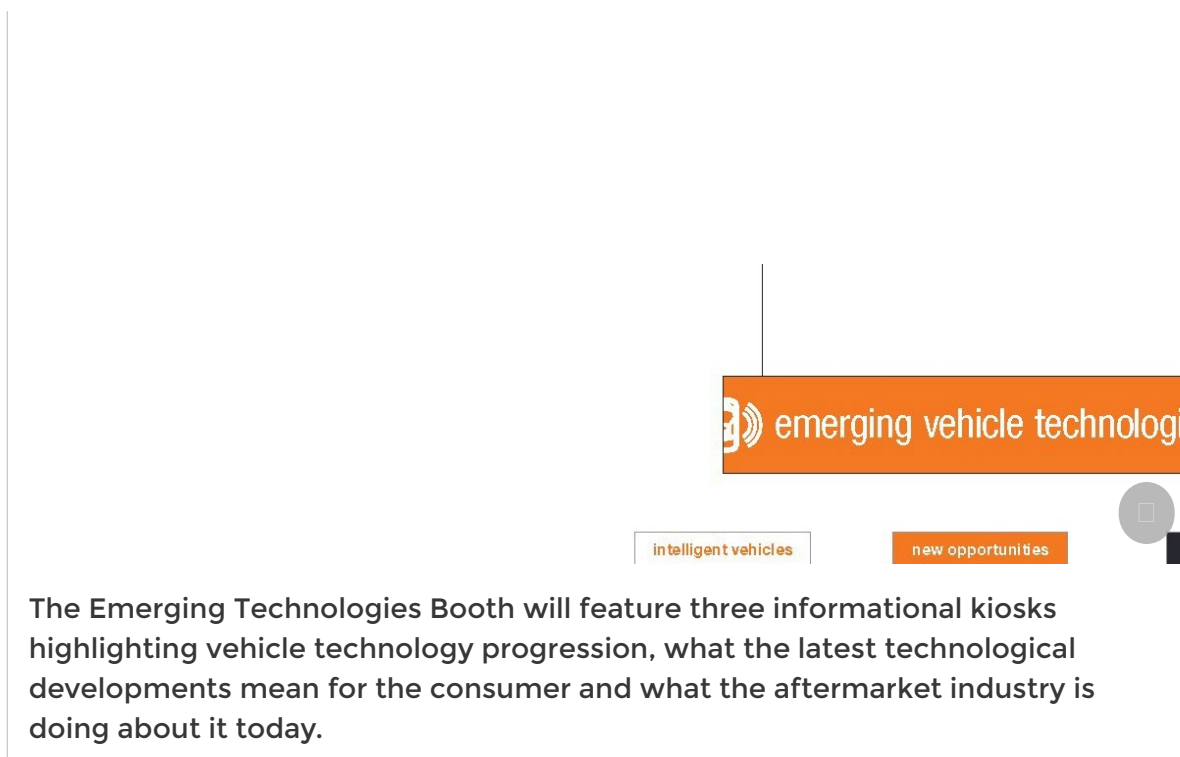 emerging vehicle technologi
intelligent vehicles
new opportunities
The Emerging Technologies Booth will feature three informational kiosks
highlighting vehicle technology progression, what the latest technological
developments mean for the consumer and what the aftermarket industry is
doing about it today.